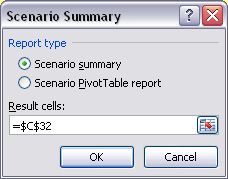 Scenario Summary
Report type
Scenario summary
Scenario PivotTable report
Result cells:
=$C$32
OK
Cancel